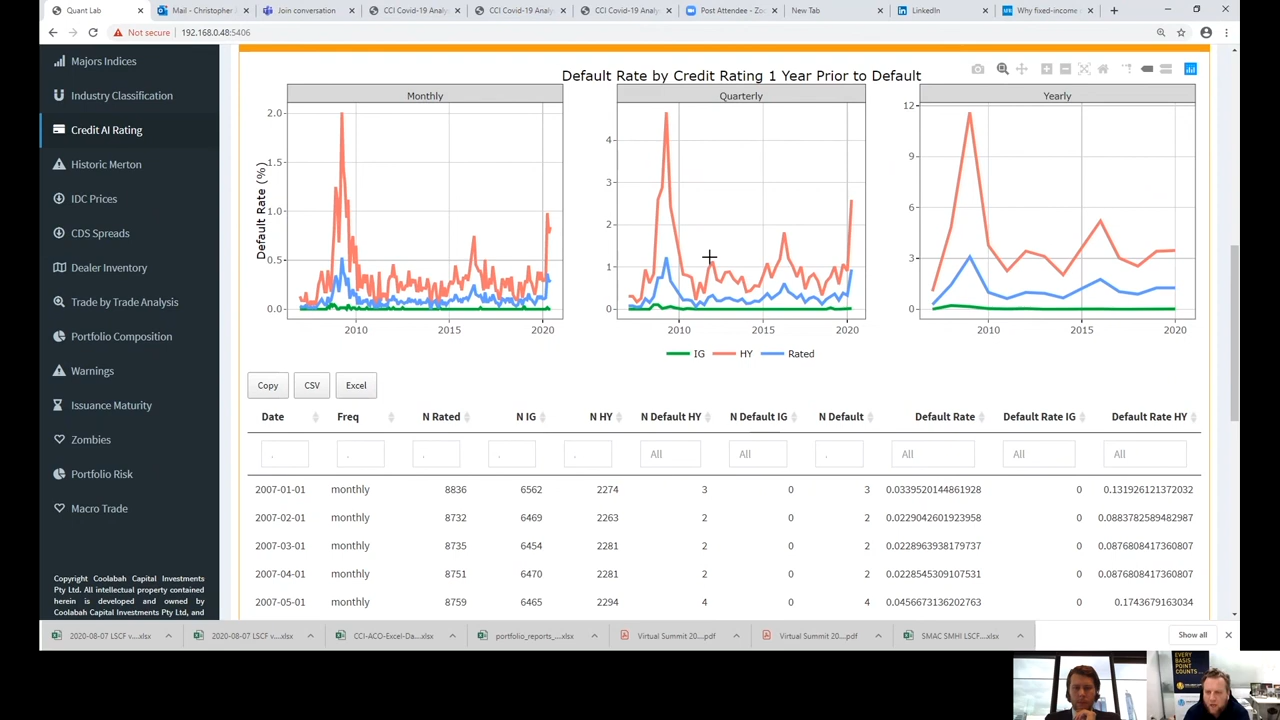 Quant Lab
Mail - Christopher J
Join conversation
CCI Covid-19 Analy
CCI Covid-19 Analy
CCI Covid-19 Analy
Post Attendee - Zoo
New Tab
LinkedIn
Why fixed-income a
Not secure
192.168.0.48:5406
Majors Indices
Industry Classification
Credit AI Rating
Historic Merton
IDC Prices
CDS Spreads
Dealer Inventory
Trade by Trade Analysis
Portfolio Composition
Warnings
Issuance Maturity
Zombies
Portfolio Risk
Macro Trade
Copyright Coolabah Capital Investments
Pty Ltd. All intellectual property contained
herein is developed and owned by
Coolabah Capital Investments Pty Ltd, and
Default Rate by Credit Rating 1 Year Prior to Default
Monthly
Quarterly
Yearly
Default Rate (%)
2.0
1.5
1.0
0.5
0.0
2010
2015
2020
4
3
2
1
0
2010
2015
2020
12
9
6
3
0
2010
2015
2020
IG HY Rated
Copy CSV Excel
Date Freq N Rated N IG N HY N Default HY N Default IG N Default Default Rate Default Rate IG Default Rate HY
. . . . . All All . All All All
2007-01-01 monthly 8836 6562 2274 3 0 3 0.0339520144861928 0 0.131926121372032
2007-02-01 monthly 8732 6469 2263 2 0 2 0.0229042601923958 0 0.0883782589482987
2007-03-01 monthly 8735 6454 2281 2 0 2 0.0228963938179737 0 0.0876808417360807
2007-04-01 monthly 8751 6470 2281 2 0 2 0.0228545309107531 0 0.0876808417360807
2007-05-01 monthly 8759 6465 2294 4 0 4 0.0456673136202763 0 0.1743679163034
2020-08-07 LSCF v....xlsx
2020-08-07 LSCF v....xlsx
CCI-ACO-Excel-Da....xlsx
portfolio_reports_...xlsx
Virtual Summit 20....pdf
Virtual Summit 20....pdf
SMAC SMHI LSCF....xlsx
Show all
EVERY
BASIS
POINT
COUNTS...